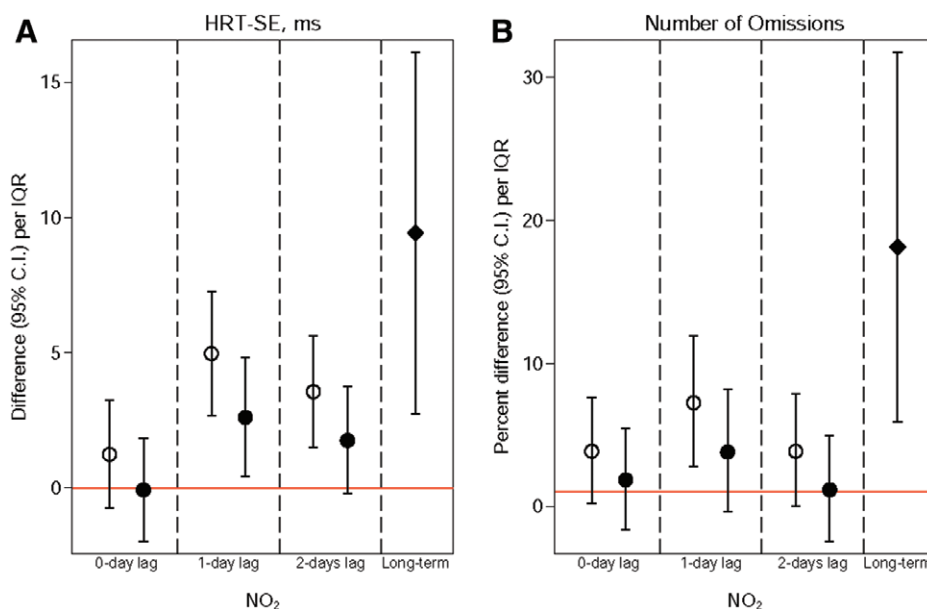 A
HRT-SE, ms
Difference (95% C.I.) per IQR
15
10
5
0
0-day lag
1-day lag
2-days lag
Long-term
NO2
B
Number of Omissions
Percent difference (95% C.I.) per IQR
30
20
10
0
0-day lag
1-day lag
2-days lag
Long-term
NO2